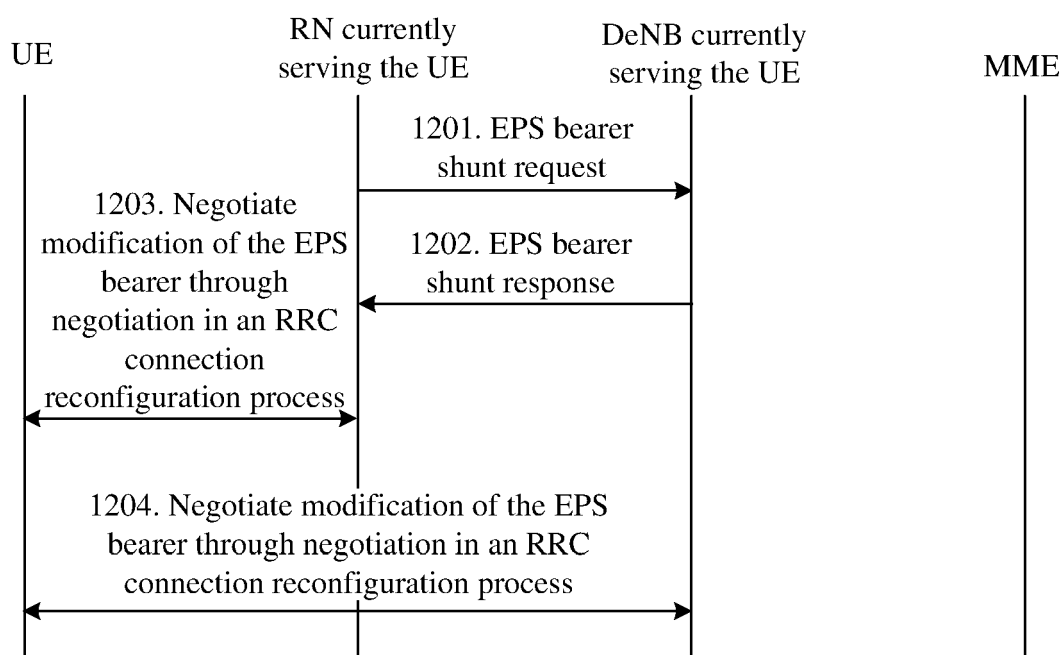 UE
RN currently
serving the UE
DeNB currently
serving the UE
MME
1201. EPS bearer
shunt request
1203. Negotiate
modification of the EPS
bearer through
negotiation in an RRC
connection
reconfiguration process
1202. EPS bearer
shunt response
1204. Negotiate modification of the EPS
bearer through negotiation in an RRC
connection reconfiguration process